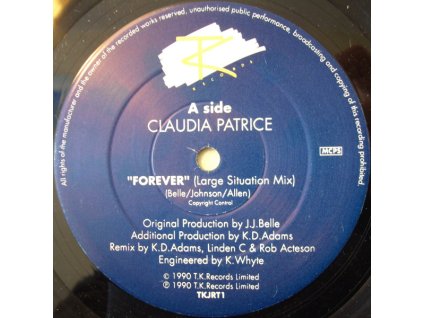 All rights of the manufacturer and the owner of the recorded works reserved, unauthorised public performance, broadcasting and copying of this recording prohibited.
TK
RECORDS
A side
CLAUDIA PATRICE
MCPS
"FOREVER" (Large Situation Mix)
(Belle/Johnson/Allen)
Copyright Control
Original Production by J.J.Belle
Additional Production by K.D.Adams
Remix by K.D.Adams, Linden C & Rob Acteson
Engineered by K.Whyte
© 1990 T.K.Records Limited
℗ 1990 T.K.Records Limited
TKJRT1